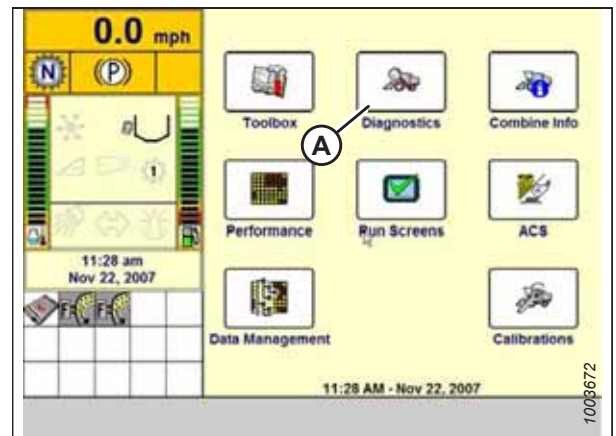 0.0 mph
N (P)
1
11:28 am
Nov 22, 2007
F= F=
Toolbox
Diagnostics
Combine Info
A
Performance
Run Screens
ACS
Data Management
Calibrations
11:28 AM - Nov 22, 2007
1003672